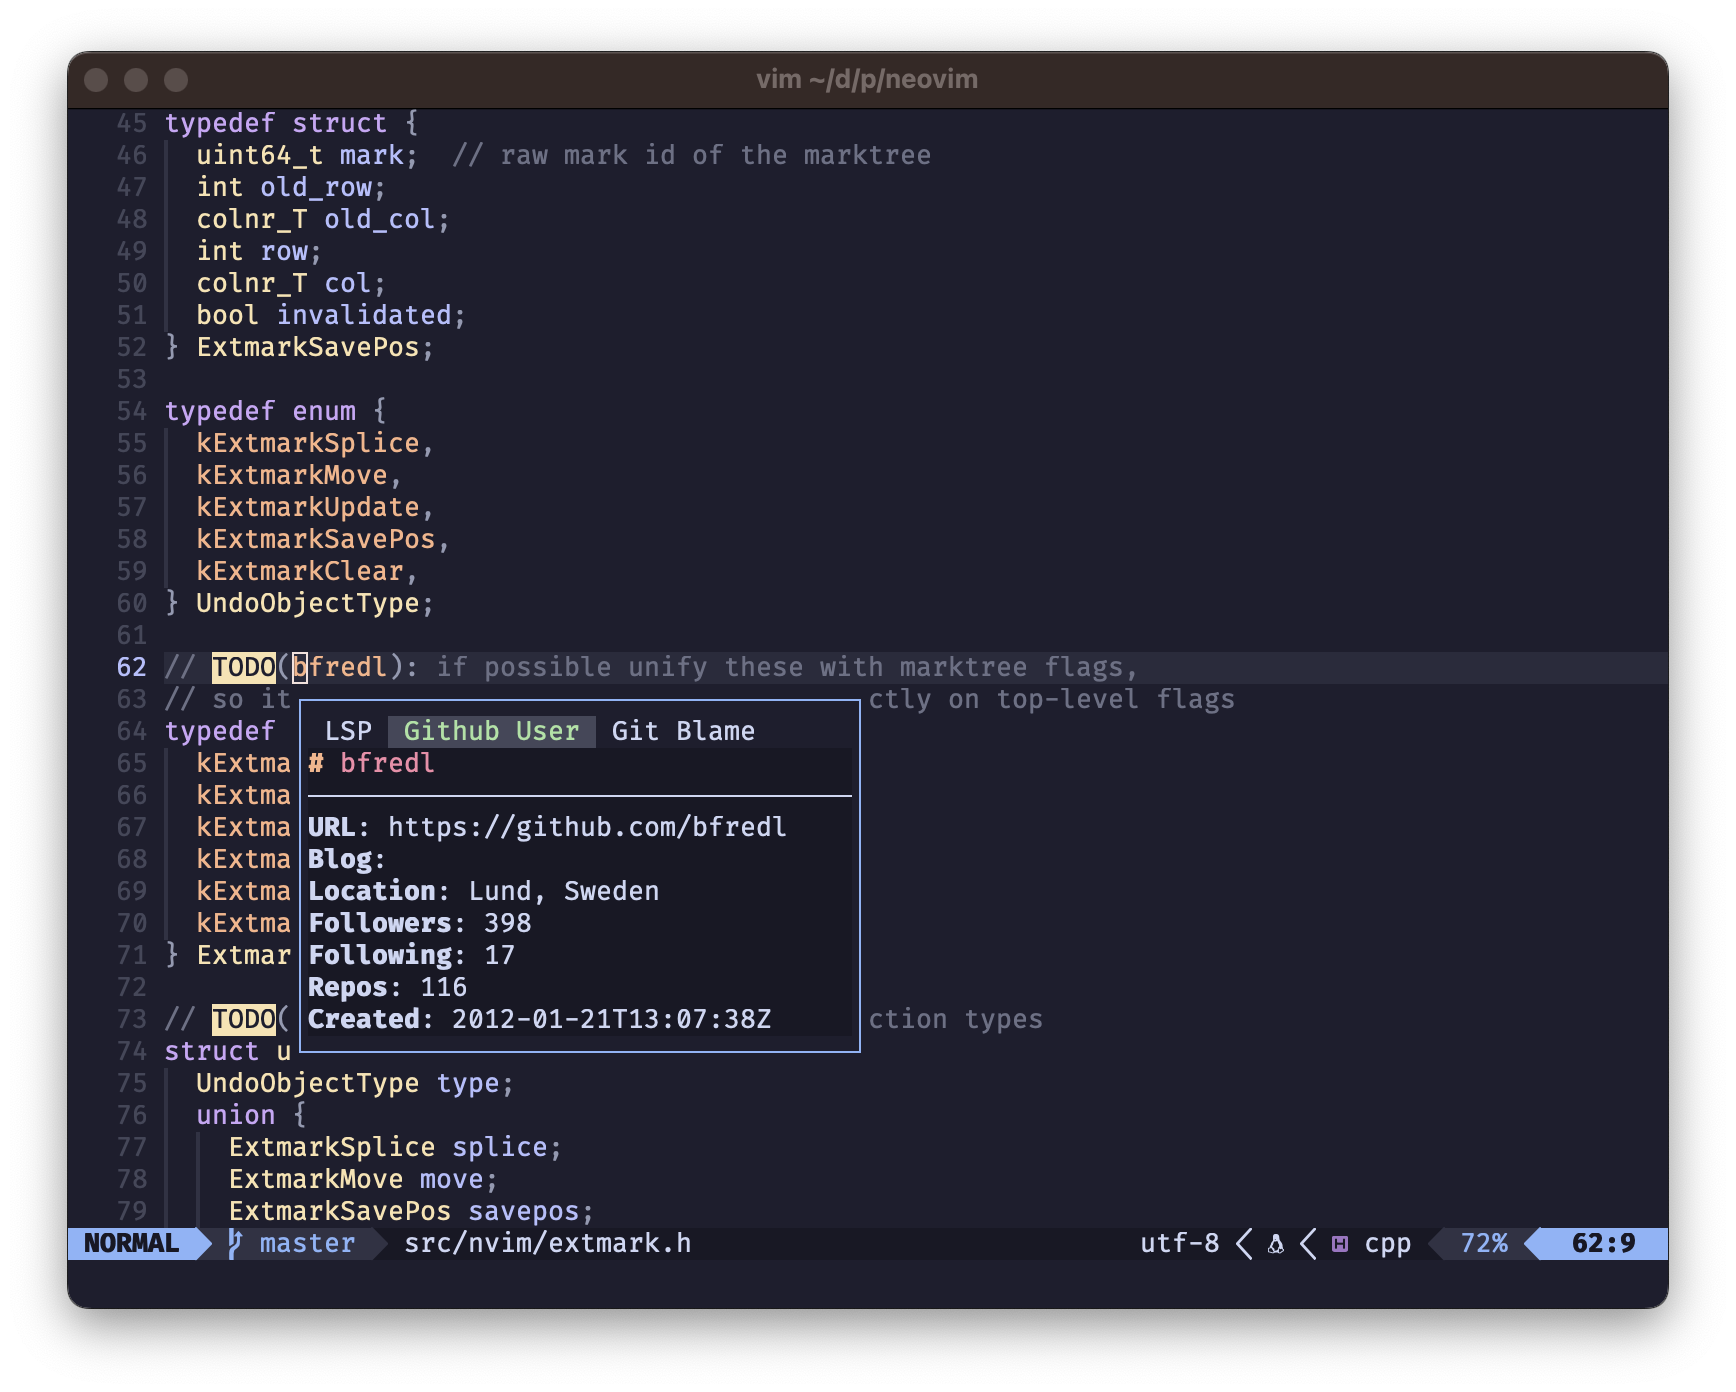 vim ~/d/p/neovim
45 typedef struct {
46   uint64_t mark;  // raw mark id of the marktree
47   int old_row;
48   colnr_T old_col;
49   int row;
50   colnr_T col;
51   bool invalidated;
52 } ExtmarkSavePos;
53
54 typedef enum {
55   kExtmarkSplice,
56   kExtmarkMove,
57   kExtmarkUpdate,
58   kExtmarkSavePos,
59   kExtmarkClear,
60 } UndoObjectType;
61
62 // TODO(bfredl): if possible unify these with marktree flags,
63 // so it ctly on top-level flags
64 typedef LSP Github User Git Blame
65   kExtma # bfredl
66   kExtma
67   kExtma URL: https://github.com/bfredl
68   kExtma Blog:
69   kExtma Location: Lund, Sweden
70   kExtma Followers: 398
71 } Extmar Following: 17
72 Repos: 116
73 // TODO( Created: 2012-01-21T13:07:38Z ction types
74 struct u
75   UndoObjectType type;
76   union {
77     ExtmarkSplice splice;
78     ExtmarkMove move;
79     ExtmarkSavePos savepos;
NORMAL master src/nvim/extmark.h utf-8 cpp 72% 62:9